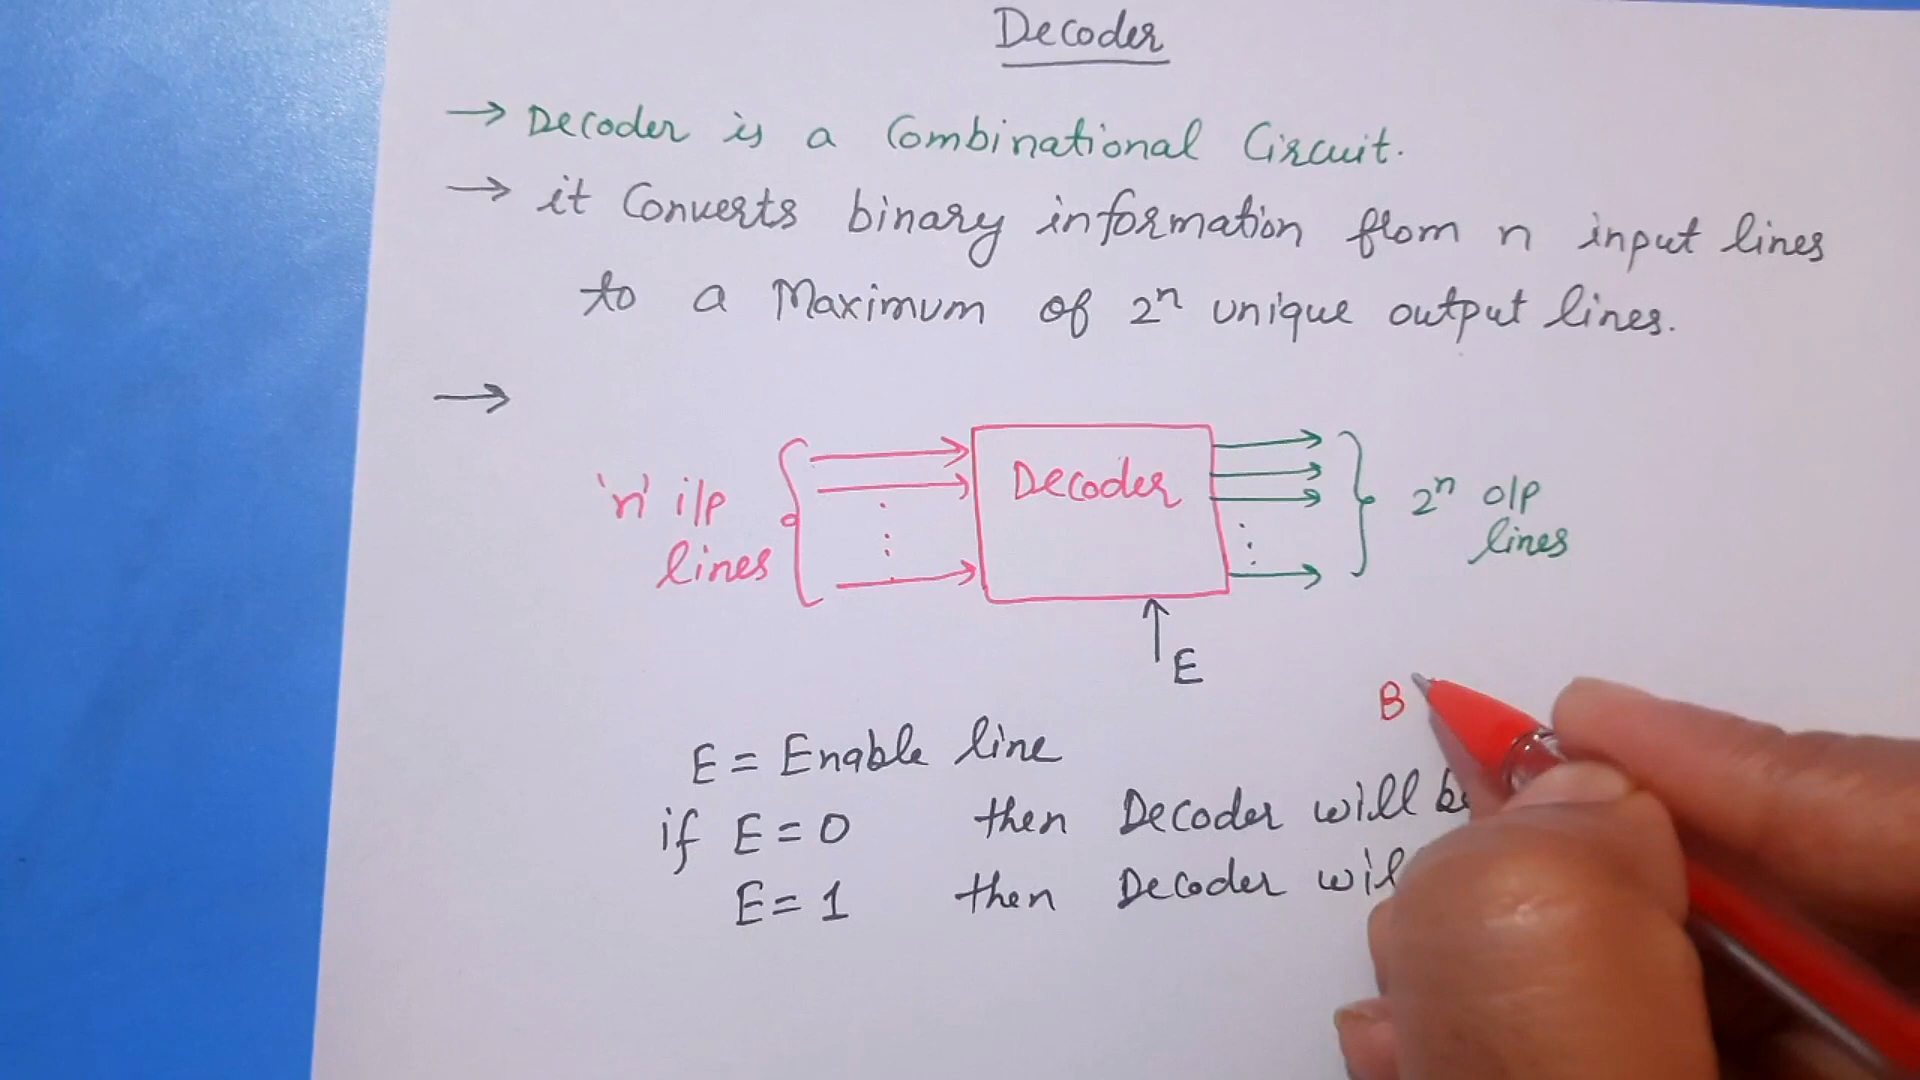 Decoder
→ Decoder is a Combinational Circuit.
→ it Converts binary information from n input lines
to a Maximum of 2ⁿ unique output lines.
→
'n' i/p
lines
Decoder
2ⁿ o/p
lines
E
B
E = Enable line
if E = 0 then Decoder will
E = 1 then Decoder